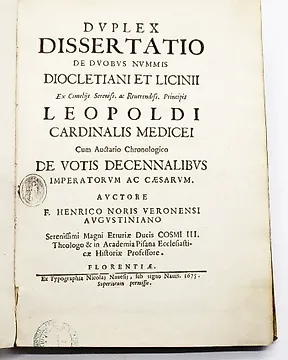 DVPLEX
DISSERTATIO
DE DVOBVS NVMMIS
DIOCLETIANI ET LICINII
Ex Cimelijs Sereniss. ac Reuerendiss. Principis
LEOPOLDI
CARDINALIS MEDICEI
Cum Auctario Chronologico
DE VOTIS DECENNALIBVS
IMPERATORVM AC CÆSARVM.
AVCTORE
F. HENRICO NORIS VERONENSI
AVGVSTINIANO
Serenissimi Magni Etruriæ Ducis COSMI III.
Theologo & in Academia Pisana Ecclesiasti-
cæ Historiæ Professore.
FLORENTIÆ.
Ex Typographia Nicolai Nauesij, sub signo Nauis. 1675.
Superiorum permissu.